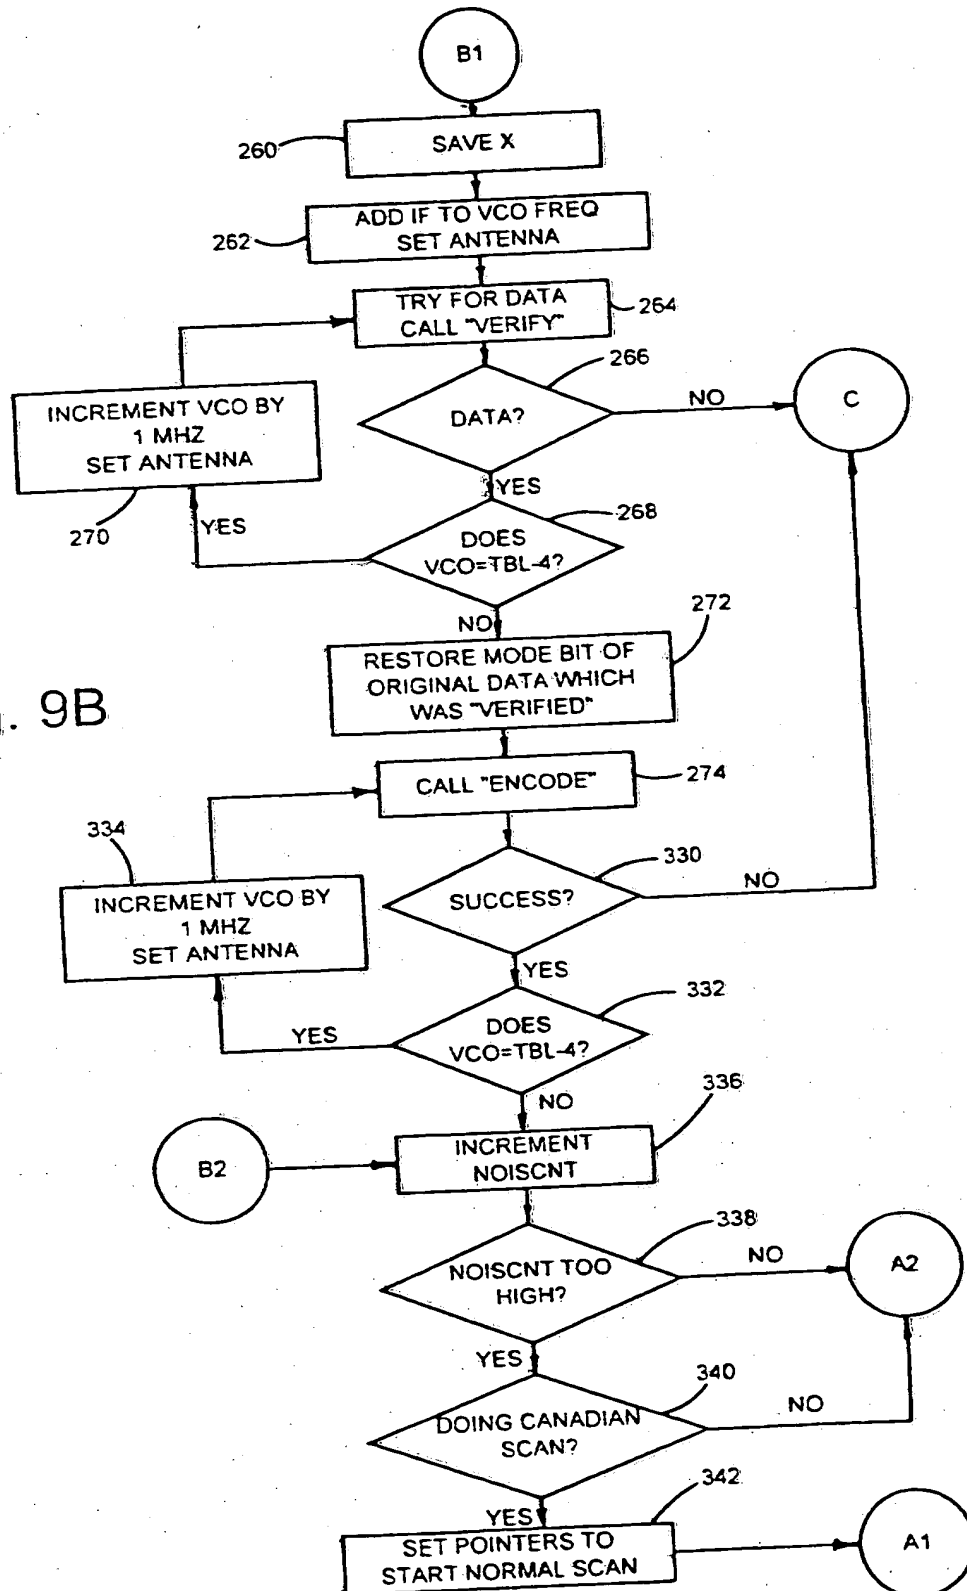 B1
260
SAVE X
262
ADD IF TO VCO FREQ
SET ANTENNA
TRY FOR DATA
CALL "VERIFY"
264
266
DATA?
NO
C
INCREMENT VCO BY
1 MHZ
SET ANTENNA
270
YES
YES
268
DOES
VCO=TBL-4?
NO
272
RESTORE MODE BIT OF
ORIGINAL DATA WHICH
WAS "VERIFIED"
. 9B
CALL "ENCODE"
274
334
INCREMENT VCO BY
1 MHZ
SET ANTENNA
330
SUCCESS?
NO
YES
332
YES
DOES
VCO=TBL-4?
NO
336
B2
INCREMENT
NOISCNT
338
NOISCNT TOO
HIGH?
NO
A2
YES
340
DOING CANADIAN
SCAN?
NO
342
YES
SET POINTERS TO
START NORMAL SCAN
A1